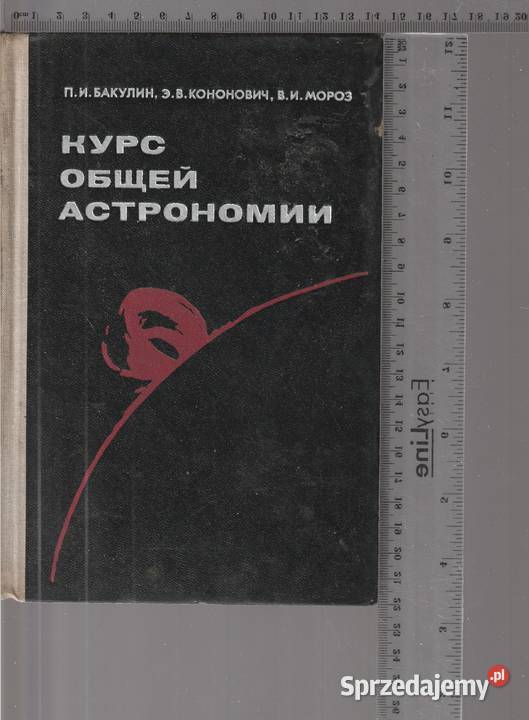 П. И. БАКУЛИН, Э. В. КОНОНОВИЧ, В. И. МОРОЗ
КУРС
ОБЩЕЙ
АСТРОНОМИИ
EasyLine
Sprzedajemy.pl